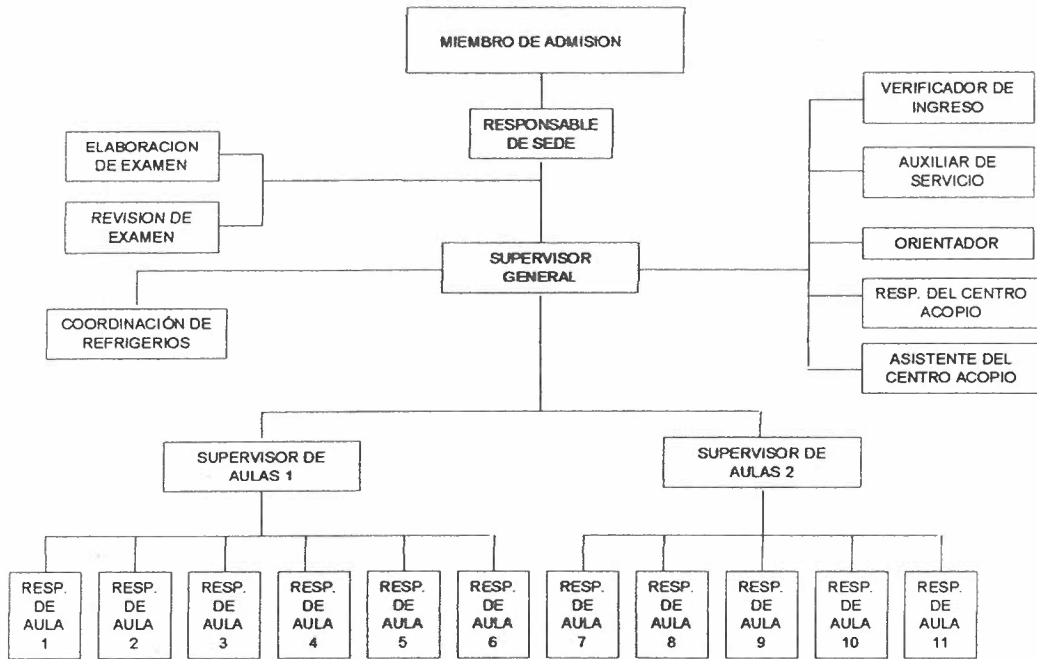 MIEMBRO DE ADMISION
RESPONSABLE
DE SEDE
ELABORACION
DE EXAMEN
REVISION DE
EXAMEN
SUPERVISOR
GENERAL
COORDINACIÓN DE
REFRIGERIOS
VERIFICADOR DE
INGRESO
AUXILIAR DE
SERVICIO
ORIENTADOR
RESP. DEL CENTRO
ACOPIO
ASISTENTE DEL
CENTRO ACOPIO
SUPERVISOR DE
AULAS 1
SUPERVISOR DE
AULAS 2
RESP.
DE
AULA
1
RESP.
DE
AULA
2
RESP.
DE
AULA
3
RESP.
DE
AULA
4
RESP.
DE
AULA
5
RESP.
DE
AULA
6
RESP.
DE
AULA
7
RESP.
DE
AULA
8
RESP.
DE
AULA
9
RESP.
DE
AULA
10
RESP.
DE
AULA
11